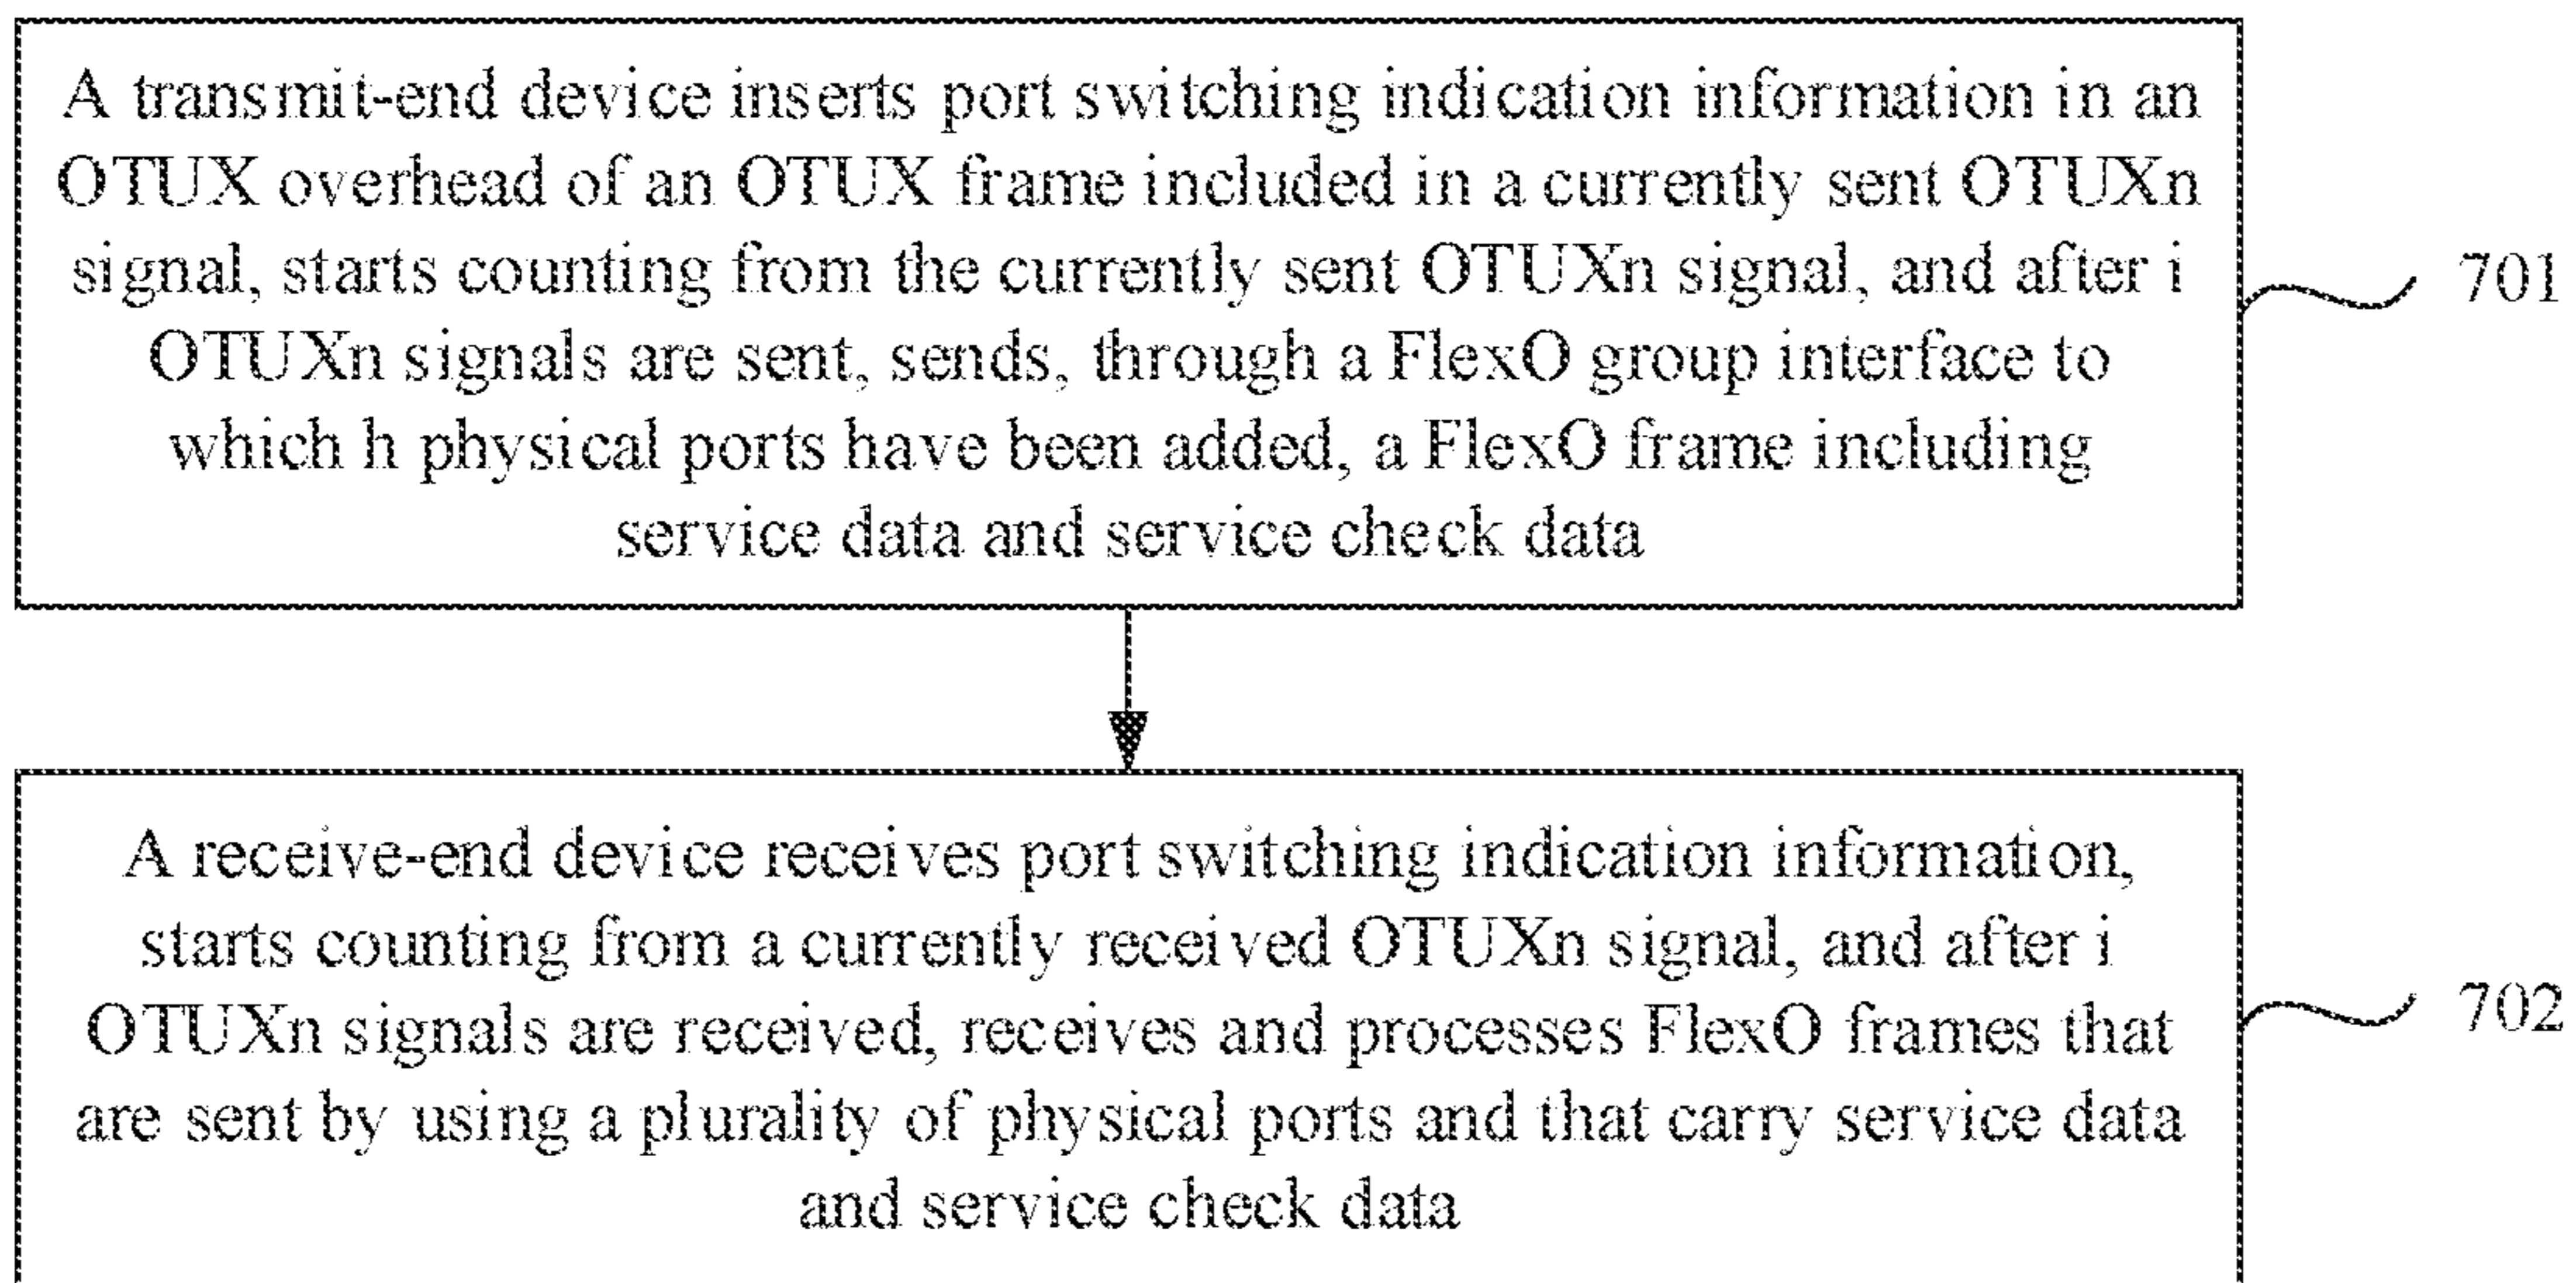 A transmit-end device inserts port switching indication information in an
OTUX overhead of an OTUX frame included in a currently sent OTUXn
signal, starts counting from the currently sent OTUXn signal, and after i
OTUXn signals are sent, sends, through a FlexO group interface to
which h physical ports have been added, a FlexO frame including
service data and service check data
701
A receive-end device receives port switching indication information,
starts counting from a currently received OTUXn signal, and after i
OTUXn signals are received, receives and processes FlexO frames that
are sent by using a plurality of physical ports and that carry service data
and service check data
702